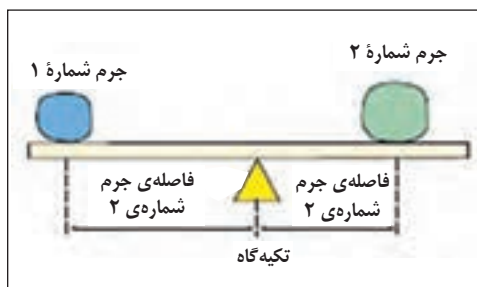 جرم شمارهٔ ۲
جرم شمارهٔ ۱
فاصله‌ی جرم
شماره‌ی ۲
فاصله‌ی جرم
شماره‌ی ۲
تکیه‌گاه